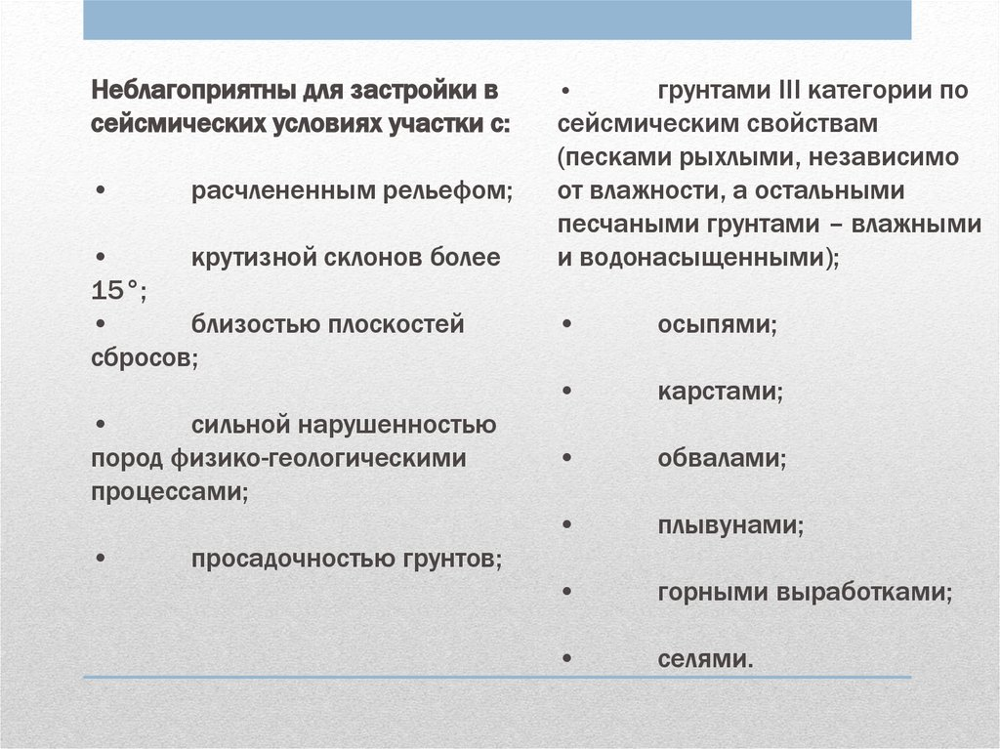 Неблагоприятны для застройки в
сейсмических условиях участки с:
• расчлененным рельефом;
• крутизной склонов более
15°;
• близостью плоскостей
сбросов;
• сильной нарушенностью
пород физико-геологическими
процессами;
• просадочностью грунтов;
• грунтами III категории по
сейсмическим свойствам
(песками рыхлыми, независимо
от влажности, а остальными
песчаными грунтами – влажными
и водонасыщенными);
• осыпями;
• карстами;
• обвалами;
• плывунами;
• горными выработками;
• селями.